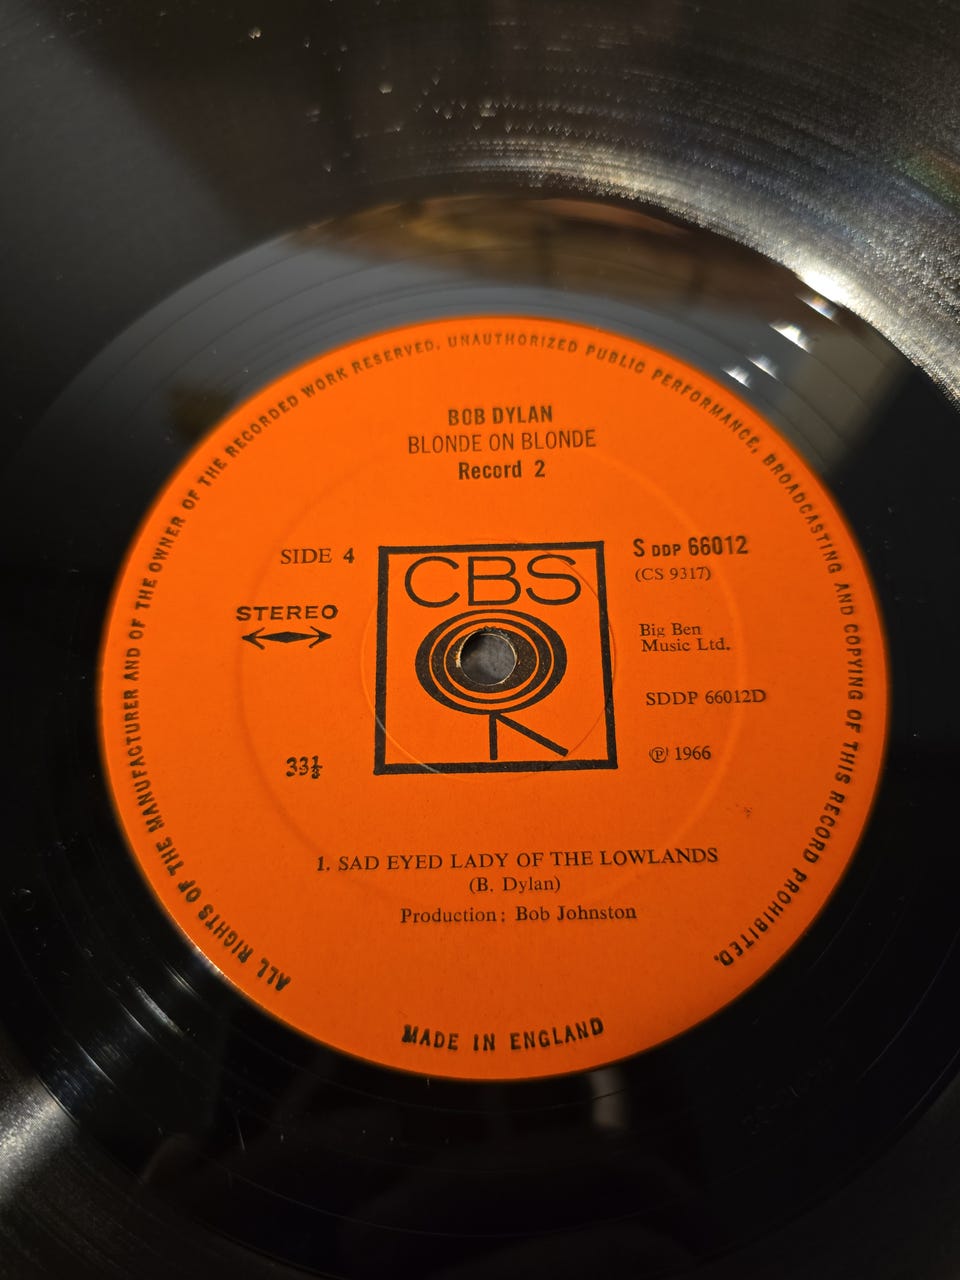 ALL RIGHTS OF THE MANUFACTURER AND OF THE OWNER OF THE RECORDED WORK RESERVED. UNAUTHORIZED PUBLIC PERFORMANCE, BROADCASTING AND COPYING OF THIS RECORD PROHIBITED.
BOB DYLAN
BLONDE ON BLONDE
Record 2
SIDE 4
STEREO
33⅓
CBS
S DDP 66012
(CS 9317)
Big Ben
Music Ltd.
SDDP 66012D
℗ 1966
1. SAD EYED LADY OF THE LOWLANDS
(B. Dylan)
Production: Bob Johnston
MADE IN ENGLAND